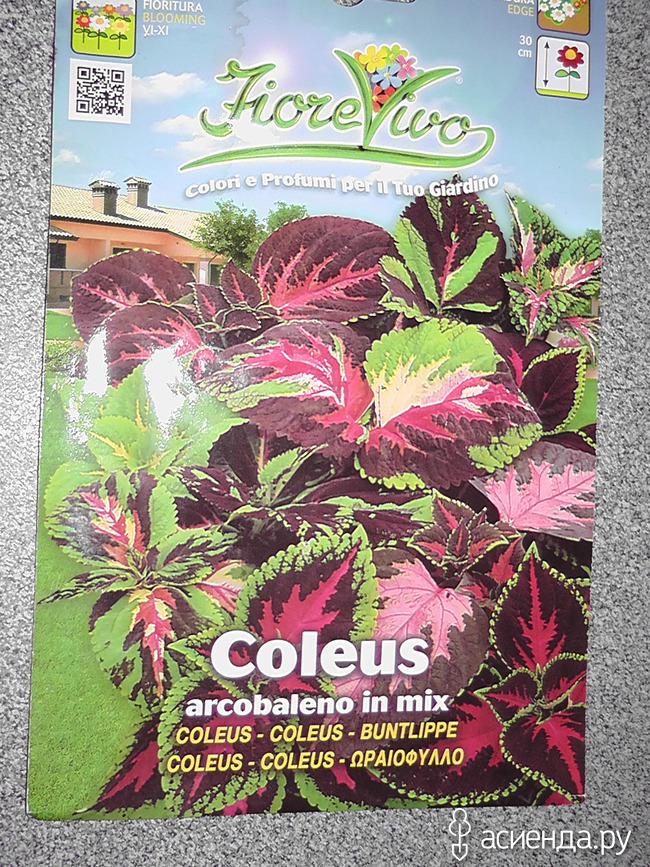 FIORITURA
BLOOMING
VI-XI
EDGE
30
cm
FioreVivo
®
Colori e Profumi per il Tuo Giardino
Coleus
arcobaleno in mix
COLEUS - COLEUS - BUNTLIPPE
COLEUS - COLEUS - ΩΡΑΙΟΦΥΛΛΟ
асиенда.ру